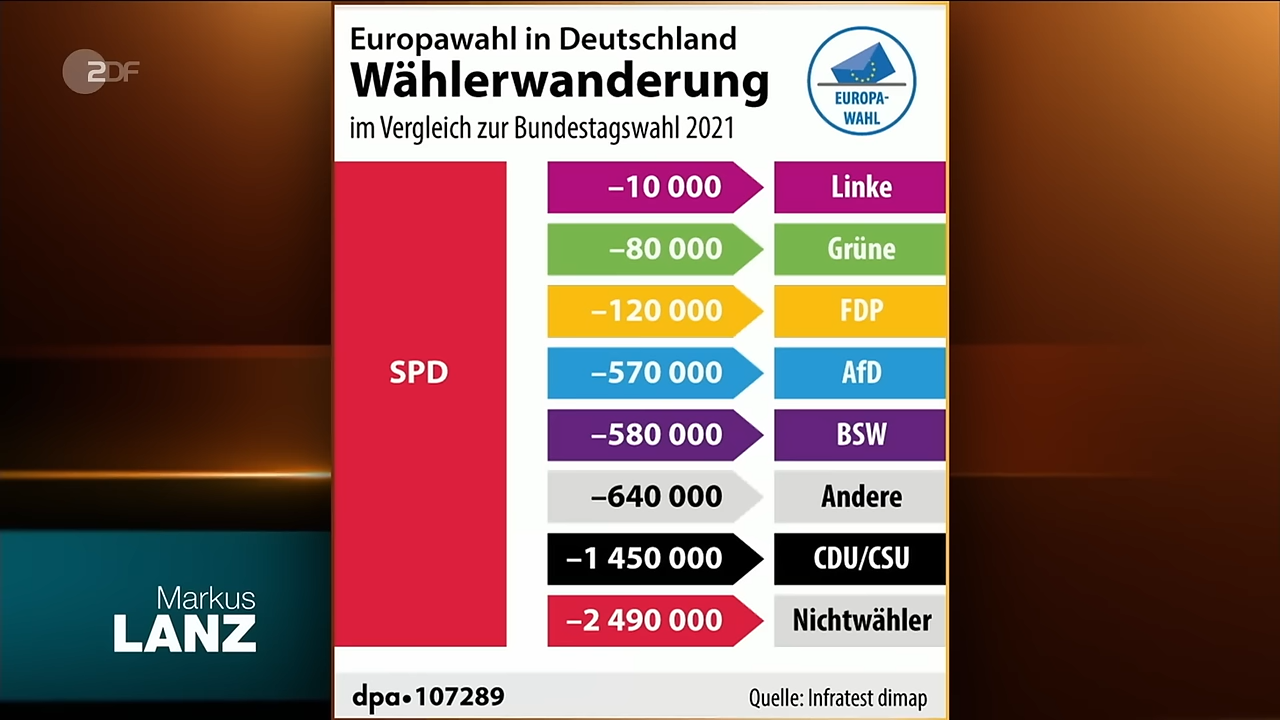 ZDF
Europawahl in Deutschland
Wählerwanderung
im Vergleich zur Bundestagswahl 2021
EUROPA-
WAHL
SPD
–10 000 Linke
–80 000 Grüne
–120 000 FDP
–570 000 AfD
–580 000 BSW
–640 000 Andere
–1 450 000 CDU/CSU
–2 490 000 Nichtwähler
Markus
LANZ
dpa•107289
Quelle: Infratest dimap